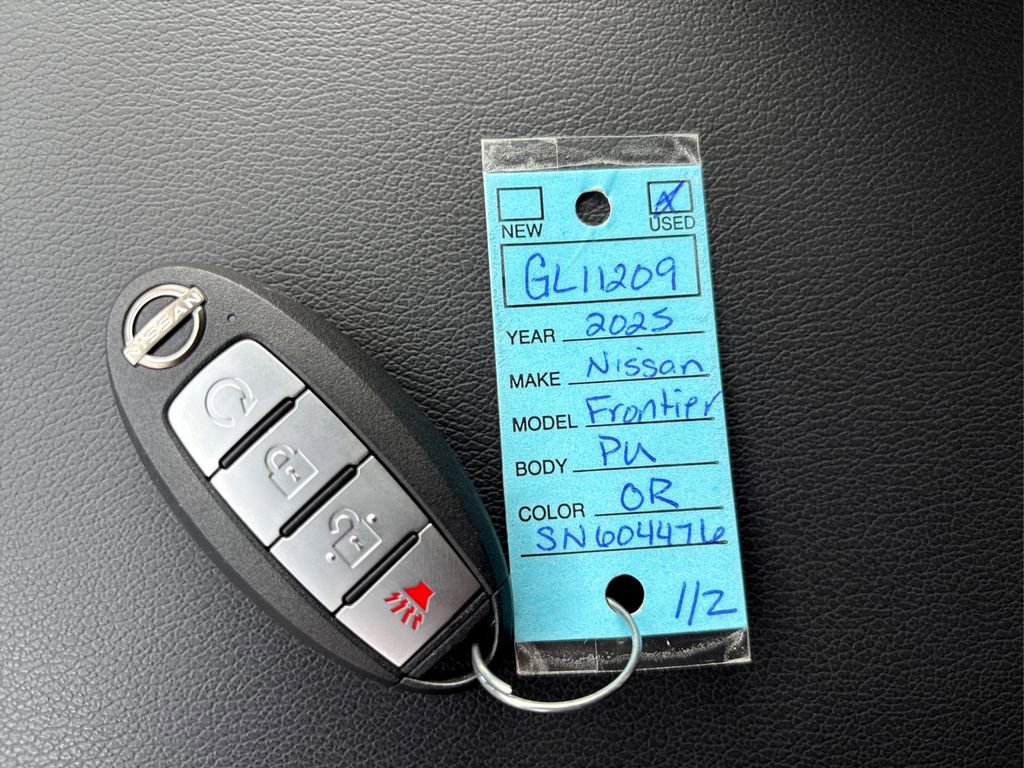 NISSAN
NEW USED
GL11209
YEAR 2025
MAKE Nissan
MODEL Frontier
BODY PU
COLOR OR
SN604476
1/2